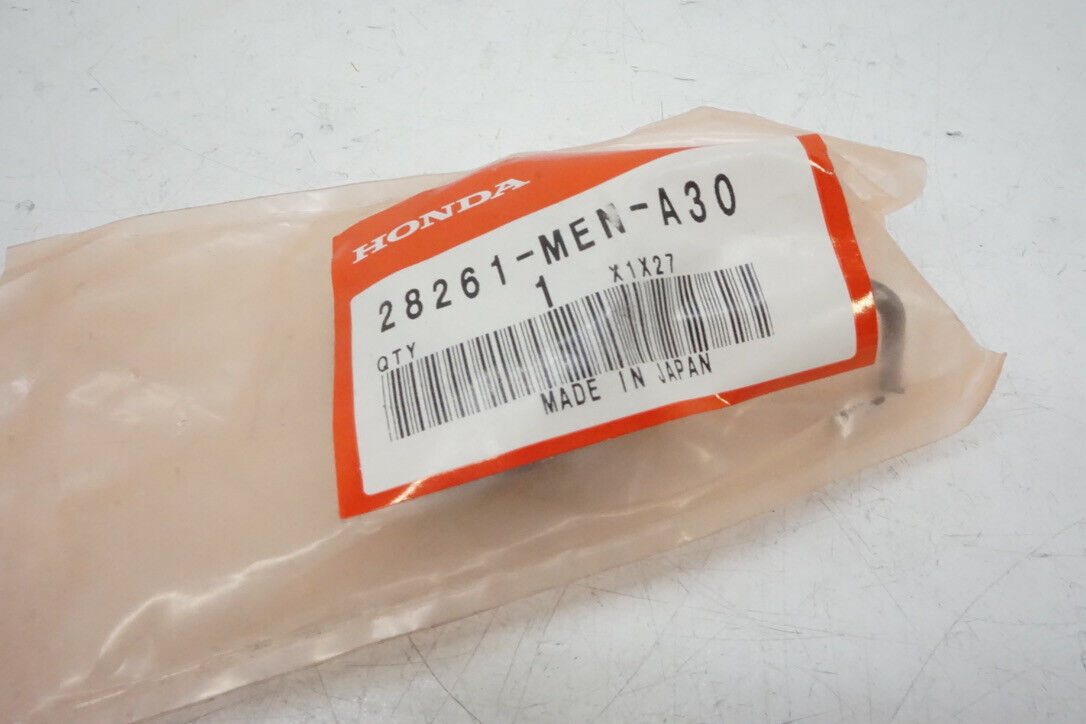 HONDA
28261-MEN-A30
QTY 1 X1X27
MADE IN JAPAN